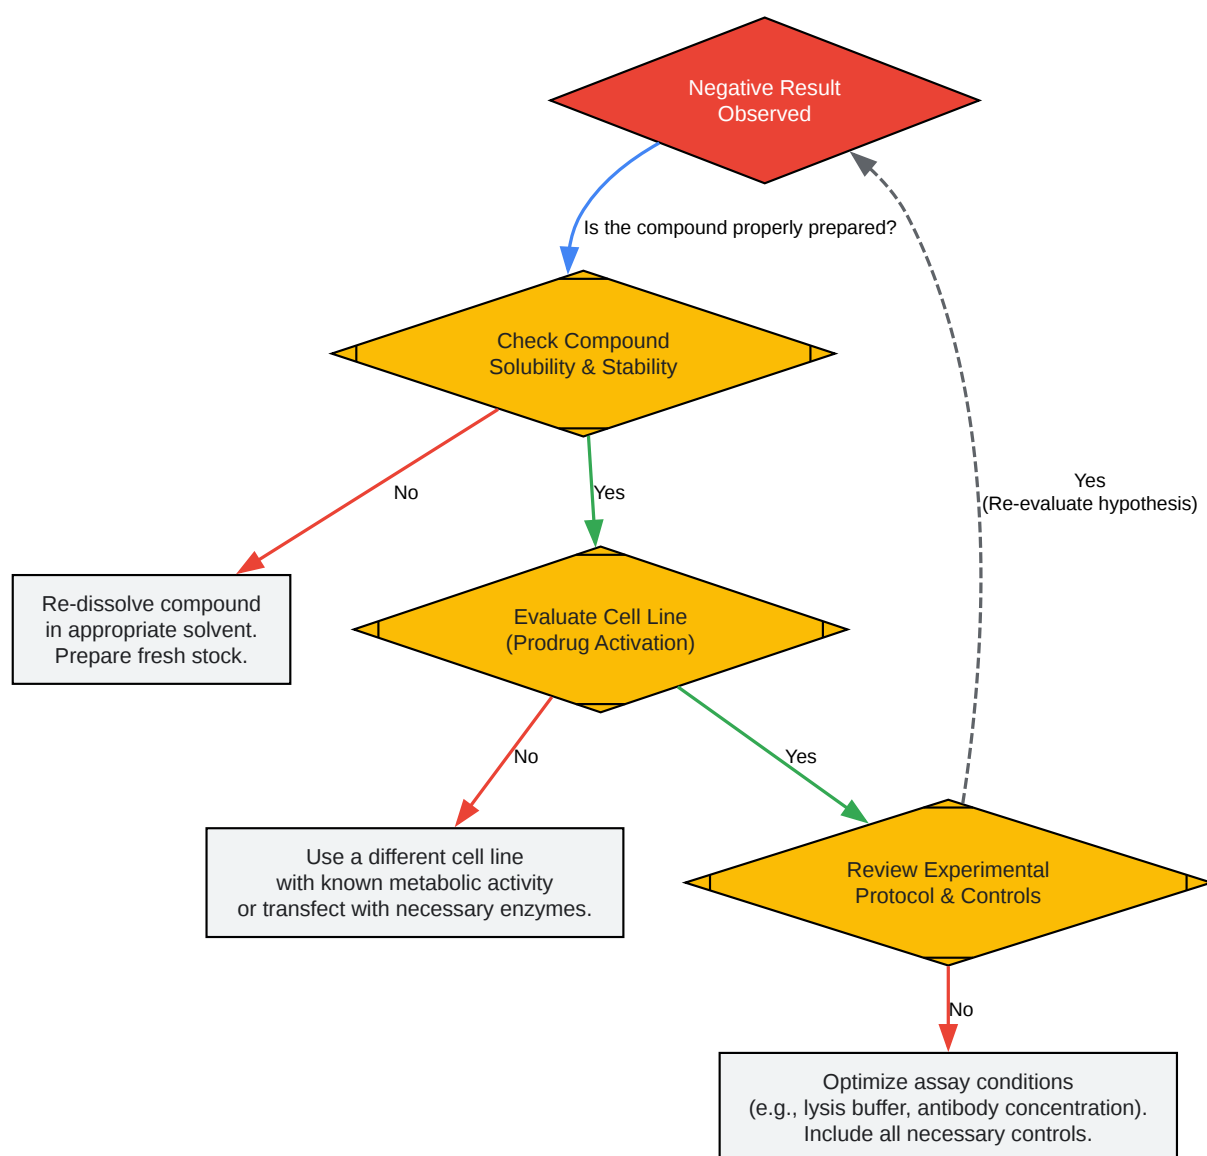 Negative Result
Observed
Is the compound properly prepared?
Check Compound
Solubility & Stability
No
Yes
Yes
(Re-evaluate hypothesis)
Re-dissolve compound
in appropriate solvent.
Prepare fresh stock.
Evaluate Cell Line
(Prodrug Activation)
No
Yes
Use a different cell line
with known metabolic activity
or transfect with necessary enzymes.
Review Experimental
Protocol & Controls
No
Optimize assay conditions
(e.g., lysis buffer, antibody concentration).
Include all necessary controls.